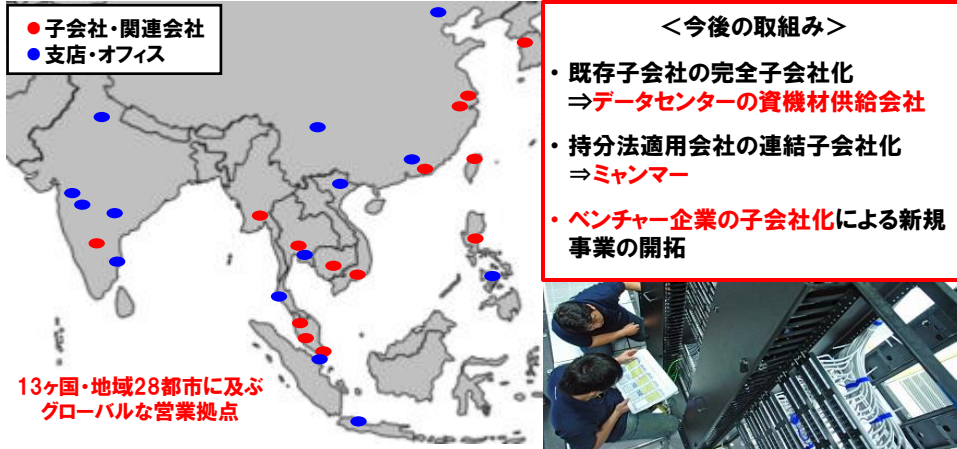 ● 子会社・関連会社
● 支店・オフィス
13ヶ国・地域28都市に及ぶ
グローバルな営業拠点
＜今後の取組み＞
・ 既存子会社の完全子会社化
⇒データセンターの資機材供給会社
・ 持分法適用会社の連結子会社化
⇒ミャンマー
・ ベンチャー企業の子会社化による新規
事業の開拓